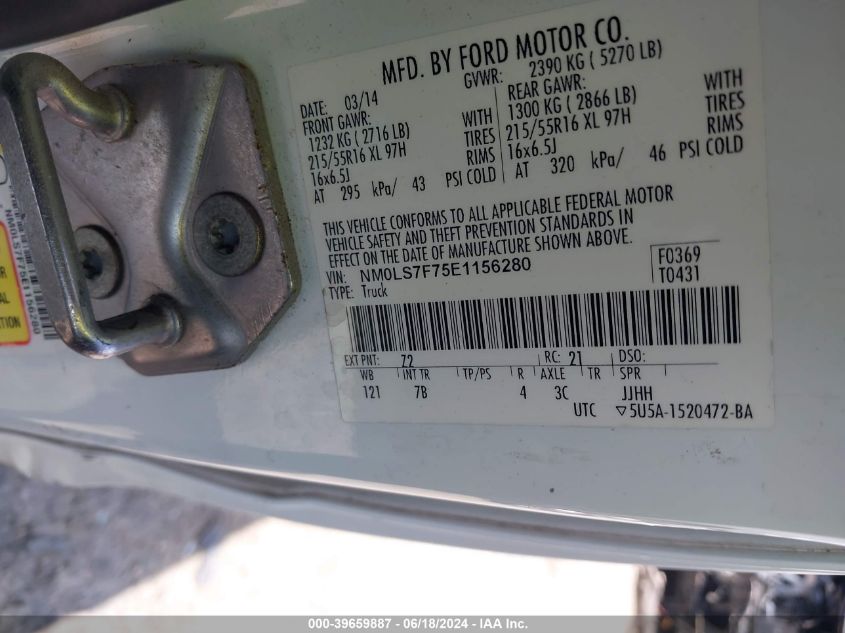 MFD. BY FORD MOTOR CO.
DATE: 03/14 GVWR: 2390 KG ( 5270 LB)
FRONT GAWR: REAR GAWR:
1232 KG ( 2716 LB) WITH 1300 KG ( 2866 LB) WITH
215/55R16 XL 97H TIRES 215/55R16 XL 97H TIRES
16x6.5J RIMS 16x6.5J RIMS
AT 295 kPa/ 43 PSI COLD AT 320 kPa/ 46 PSI COLD
THIS VEHICLE CONFORMS TO ALL APPLICABLE FEDERAL MOTOR
VEHICLE SAFETY AND THEFT PREVENTION STANDARDS IN
EFFECT ON THE DATE OF MANUFACTURE SHOWN ABOVE.
VIN: NM0LS7F75E1156280 F0369
TYPE: Truck T0431
EXT PNT: 72 RC: 21 DSO:
WB INT TR TP/PS R AXLE TR SPR
121 7B 4 3C JJHH
UTC ▽5U5A-1520472-BA
NM0LS7F75E1156280
000-39659887 - 06/18/2024 - IAA Inc.